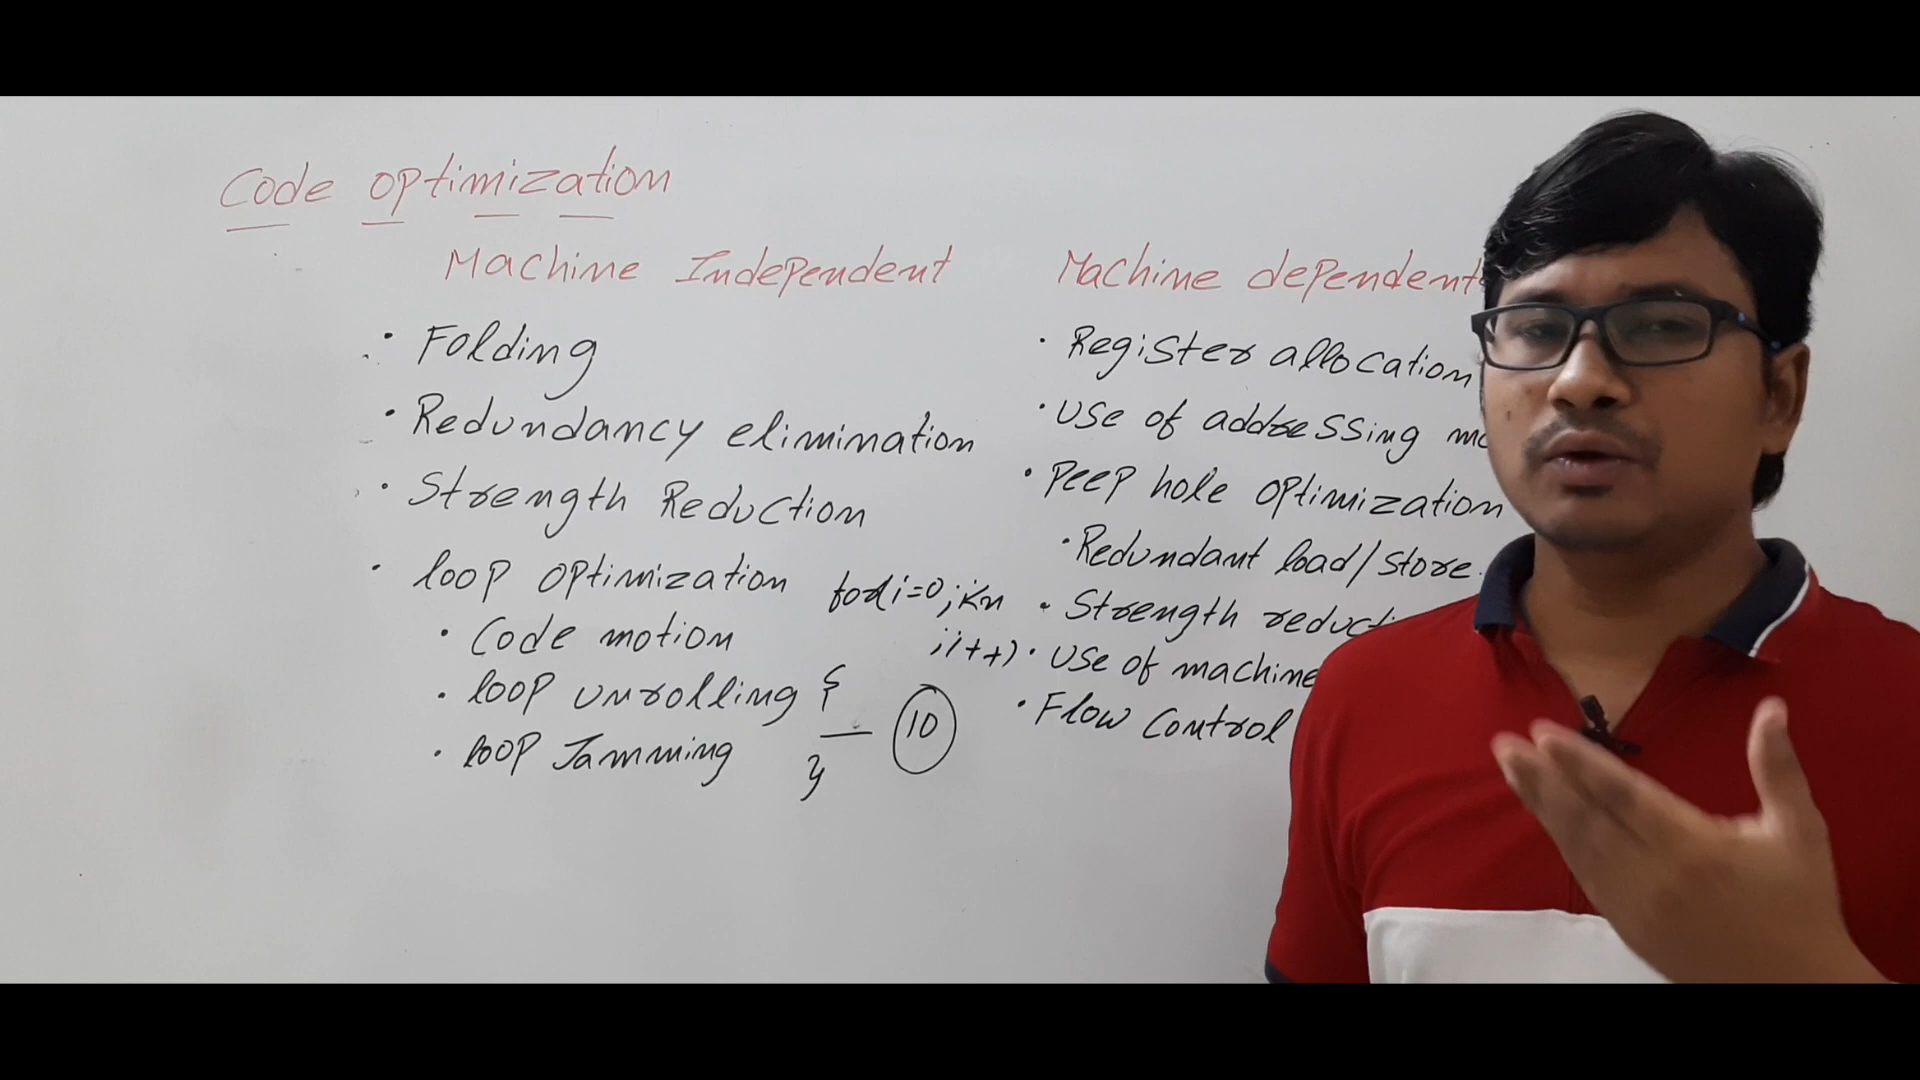 Code optimization
Machine Independent
• Folding
• Redundancy elimination
• Strength Reduction
• loop optimization
• Code motion
• loop unrolling
• loop Jamming
for(i=0;i<n
;i++)
{
10
}
Machine dependent
• Register allocation
• Use of addressing
• Peep hole optimization
• Redundant load/store
• Strength
• Use of machine
• Flow Control